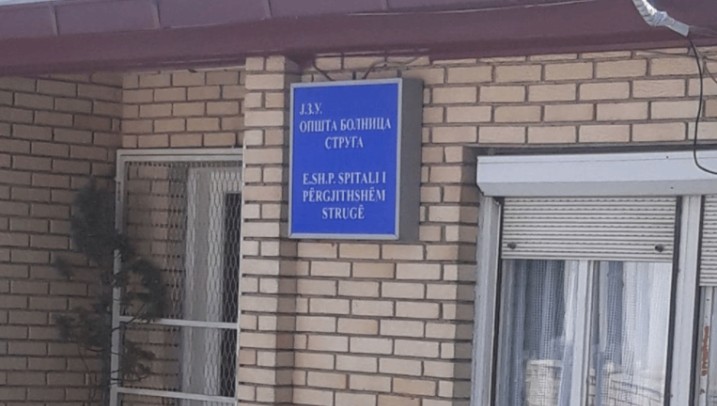 Ј.З.У.
ОПШТА БОЛНИЦА
СТРУГА
E.SH.P. SPITALI I
PËRGJITHSHËM
STRUGË